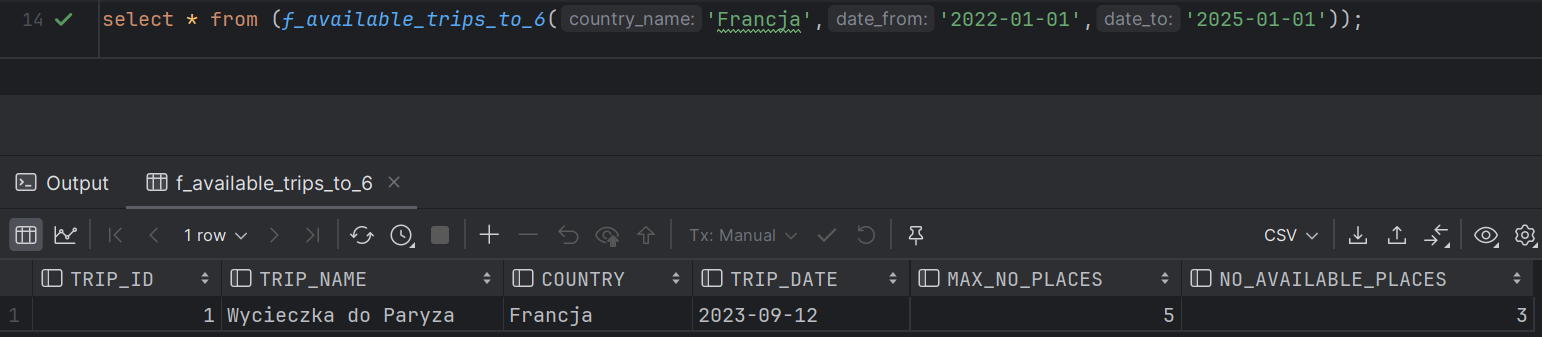 14 select * from (f_available_trips_to_6( country_name: 'Francja', date_from: '2022-01-01', date_to: '2025-01-01'));
Output f_available_trips_to_6
1 row Tx: Manual CSV
TRIP_ID TRIP_NAME COUNTRY TRIP_DATE MAX_NO_PLACES NO_AVAILABLE_PLACES
1 1 Wycieczka do Paryza Francja 2023-09-12 5 3